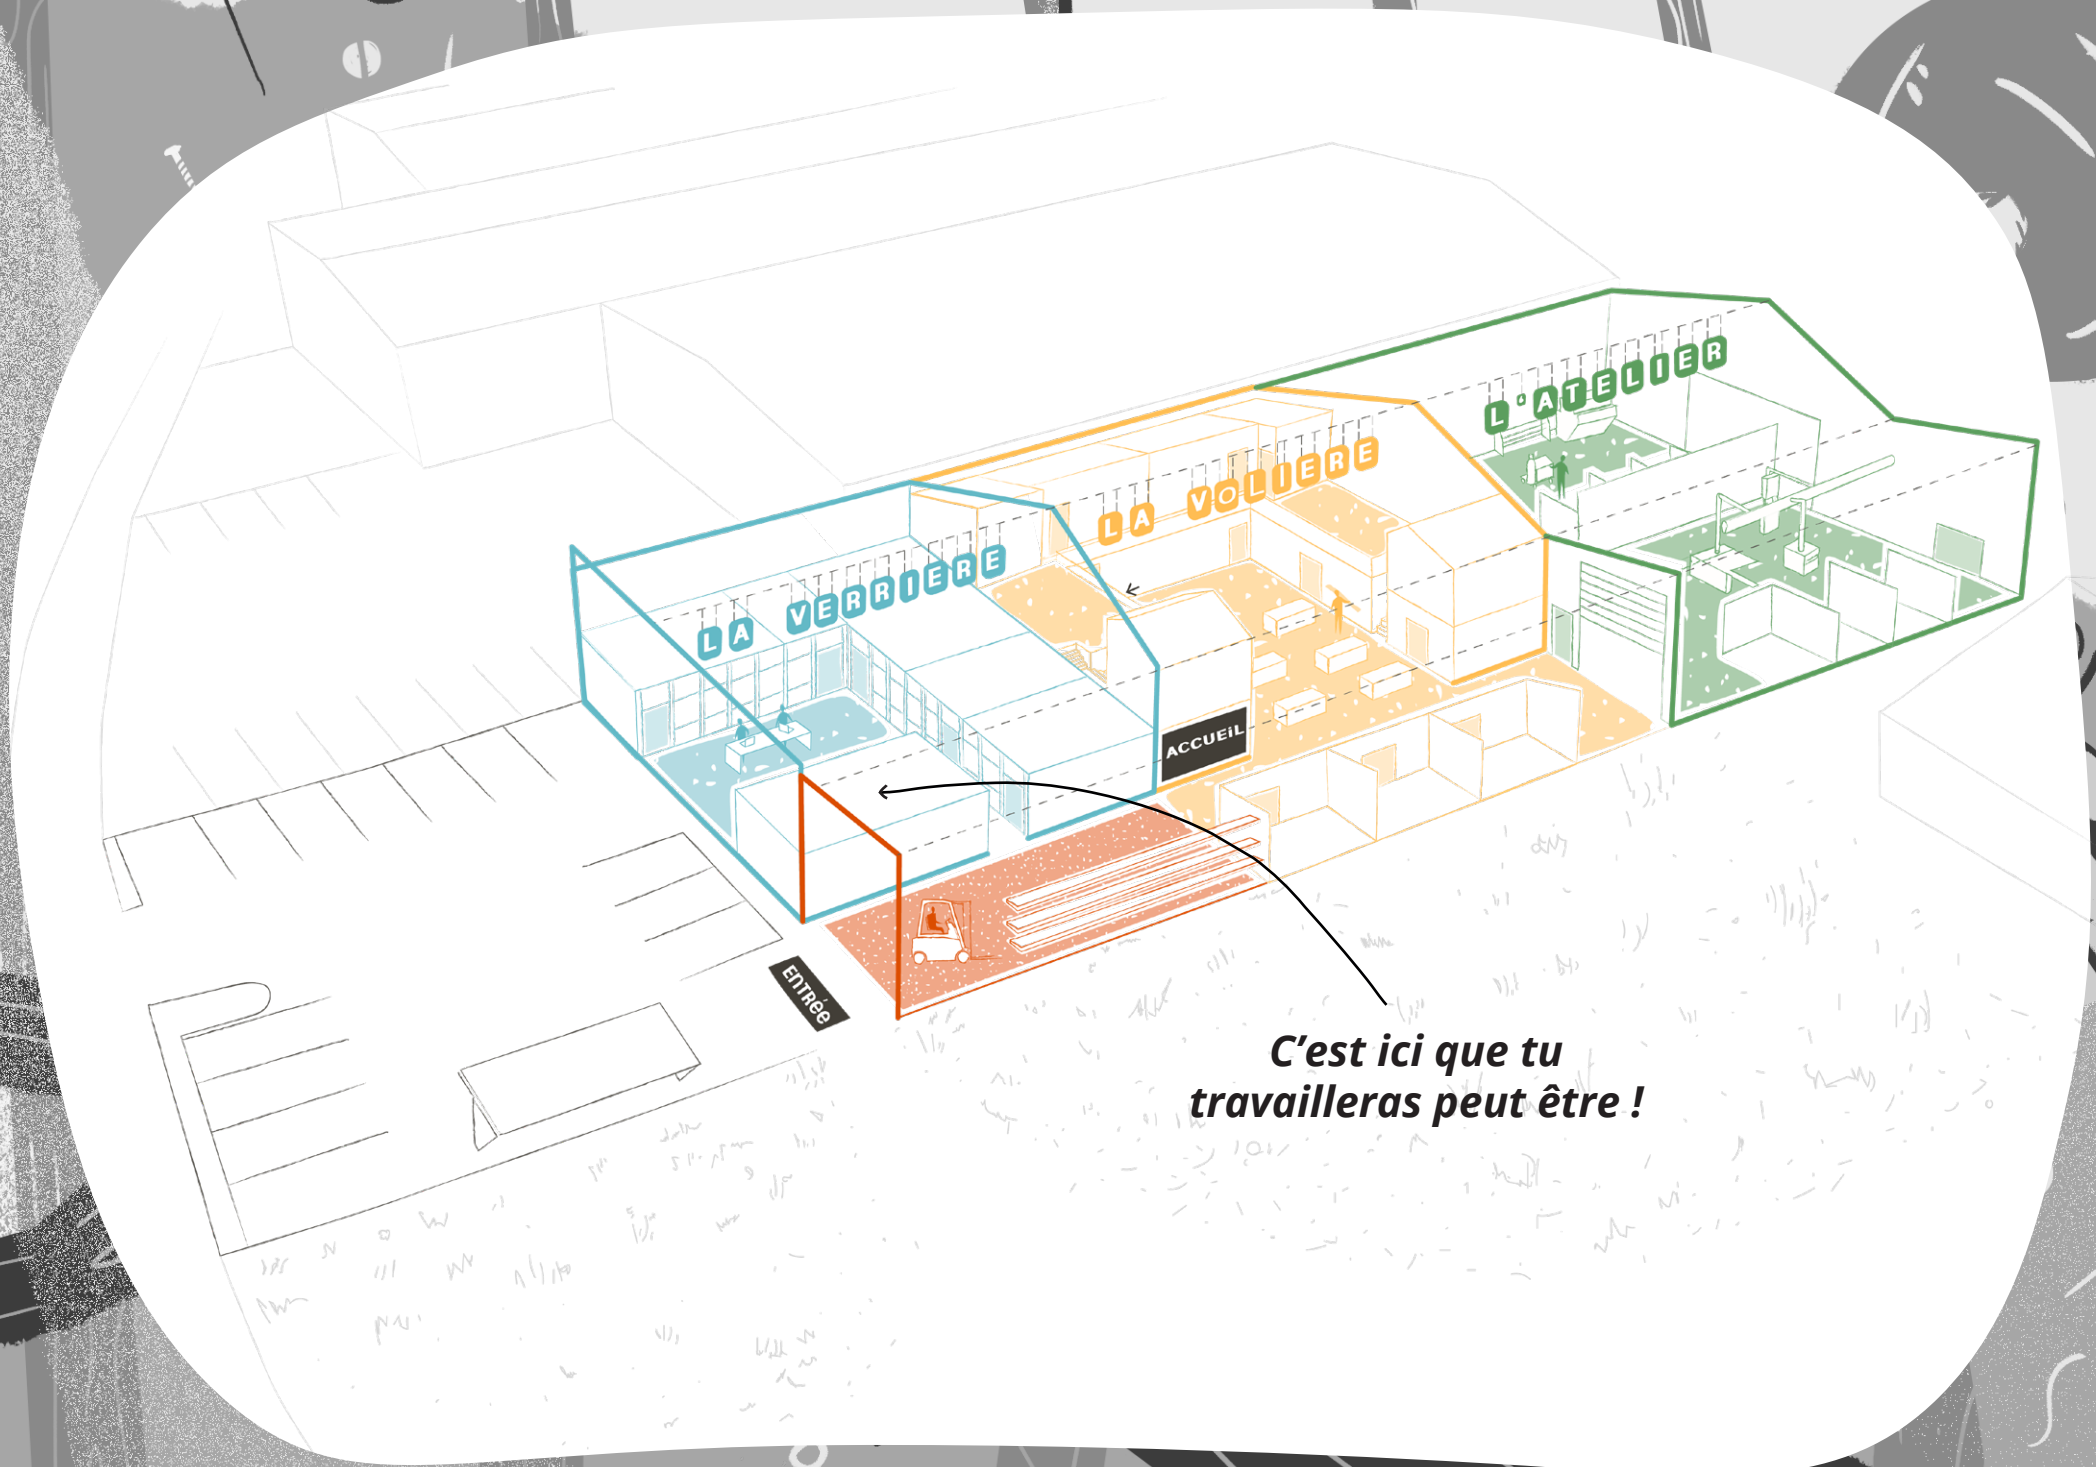 L'ATELIER
LA VOLIERE
LA VERRIERE
ACCUEiL
ENTRée
C'est ici que tu
travailleras peut être !